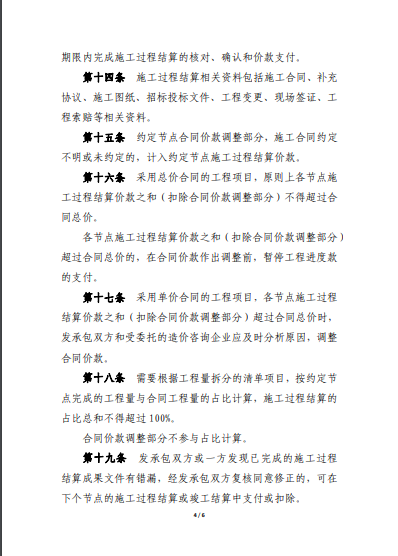 期限内完成施工过程结算的核对、确认和价款支付。
第十四条 施工过程结算相关资料包括施工合同、补充
协议、施工图纸、招标投标文件、工程变更、现场签证、工
程索赔等相关资料。
第十五条 约定节点合同价款调整部分，施工合同约定
不明或未约定的，计入约定节点施工过程结算价款。
第十六条 采用总价合同的工程项目，原则上各节点施
工过程结算价款之和（扣除合同价款调整部分）不得超过合
同总价。
各节点施工过程结算价款之和（扣除合同价款调整部分）
超过合同总价的，在合同价款作出调整前，暂停工程进度款
的支付。
第十七条 采用单价合同的工程项目，各节点施工过程
结算价款之和（扣除合同价款调整部分）超过合同总价时，
发承包双方和受委托的造价咨询企业应及时分析原因，调整
合同价款。
第十八条 需要根据工程量拆分的清单项目，按约定节
点完成的工程量与合同工程量的占比计算，施工过程结算的
占比总和不得超过 100%。
合同价款调整部分不参与占比计算。
第十九条 发承包双方或一方发现已完成的施工过程
结算成果文件有错漏，经发承包双方复核同意修正的，可在
下个节点的施工过程结算或竣工结算中支付或扣除。
4 / 6